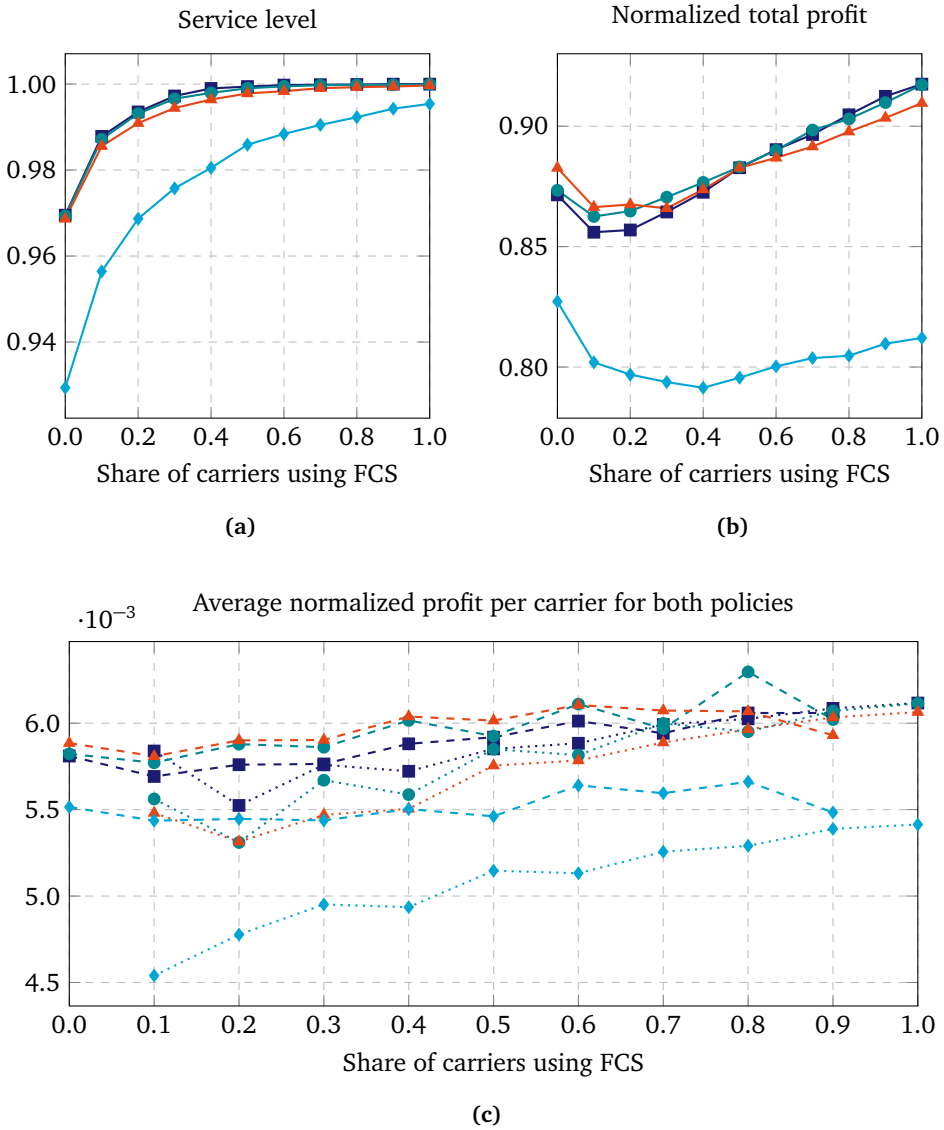 Service level
1.00
0.98
0.96
0.94
0.0 0.2 0.4 0.6 0.8 1.0
Share of carriers using FCS
(a)
Normalized total profit
0.90
0.85
0.80
0.0 0.2 0.4 0.6 0.8 1.0
Share of carriers using FCS
(b)
Average normalized profit per carrier for both policies
·10−3
6.0
5.5
5.0
4.5
0.0 0.1 0.2 0.3 0.4 0.5 0.6 0.7 0.8 0.9 1.0
Share of carriers using FCS
(c)